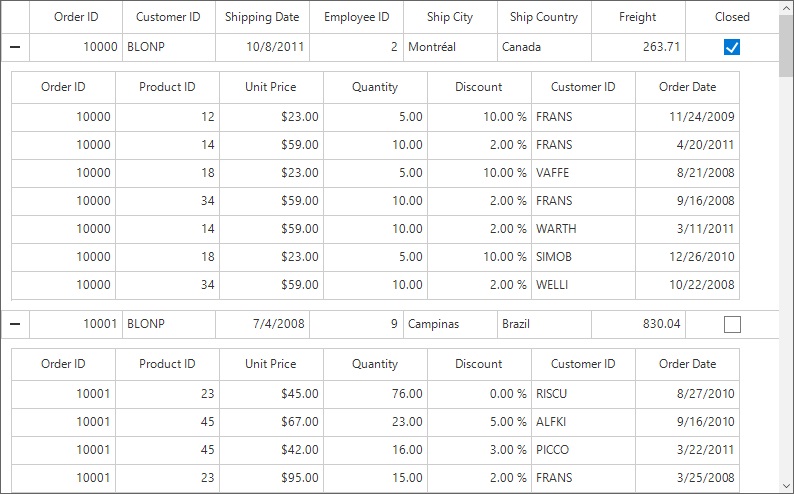 Order ID Customer ID Shipping Date Employee ID Ship City Ship Country Freight Closed
10000 BLONP 10/8/2011 2 Montréal Canada 263.71
Order ID Product ID Unit Price Quantity Discount Customer ID Order Date
10000 12 $23.00 5.00 10.00 % FRANS 11/24/2009
10000 14 $59.00 10.00 2.00 % FRANS 4/20/2011
10000 18 $23.00 5.00 10.00 % VAFFE 8/21/2008
10000 34 $59.00 10.00 2.00 % FRANS 9/16/2008
10000 14 $59.00 10.00 2.00 % WARTH 3/11/2011
10000 18 $23.00 5.00 10.00 % SIMOB 12/26/2010
10000 34 $59.00 10.00 2.00 % WELLI 10/22/2008
10001 BLONP 7/4/2008 9 Campinas Brazil 830.04
Order ID Product ID Unit Price Quantity Discount Customer ID Order Date
10001 23 $45.00 76.00 0.00 % RISCU 8/27/2010
10001 45 $67.00 23.00 5.00 % ALFKI 9/16/2010
10001 45 $42.00 16.00 3.00 % PICCO 3/22/2011
10001 23 $95.00 15.00 2.00 % FRANS 3/25/2008